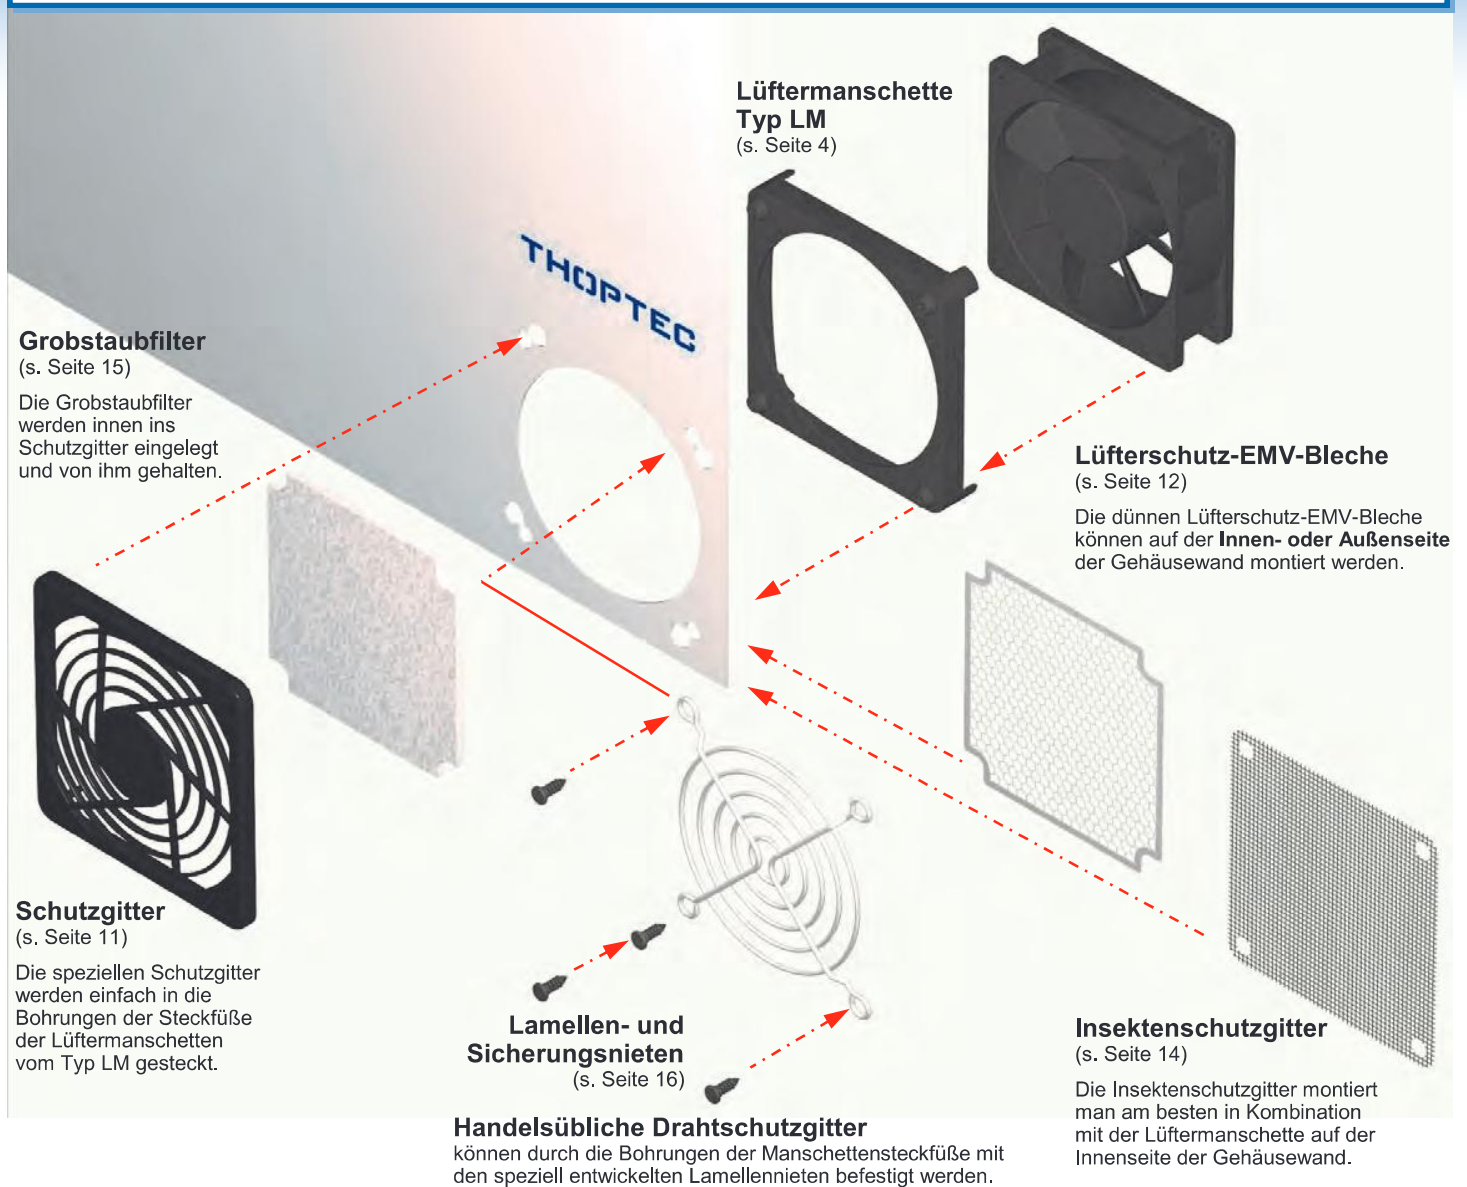 Lüftermanschette
Typ LM
(s. Seite 4)
THOPTEC
Grobstaubfilter
(s. Seite 15)
Die Grobstaubfilter
werden innen ins
Schutzgitter eingelegt
und von ihm gehalten.
Lüfterschutz-EMV-Bleche
(s. Seite 12)
Die dünnen Lüfterschutz-EMV-Bleche
können auf der Innen- oder Außenseite
der Gehäusewand montiert werden.
Schutzgitter
(s. Seite 11)
Die speziellen Schutzgitter
werden einfach in die
Bohrungen der Steckfüße
der Lüftermanschetten
vom Typ LM gesteckt.
Lamellen- und
Sicherungsnieten
(s. Seite 16)
Insektenschutzgitter
(s. Seite 14)
Die Insektenschutzgitter montiert
man am besten in Kombination
mit der Lüftermanschette auf der
Innenseite der Gehäusewand.
Handelsübliche Drahtschutzgitter
können durch die Bohrungen der Manschettensteckfüße mit
den speziell entwickelten Lamellennieten befestigt werden.